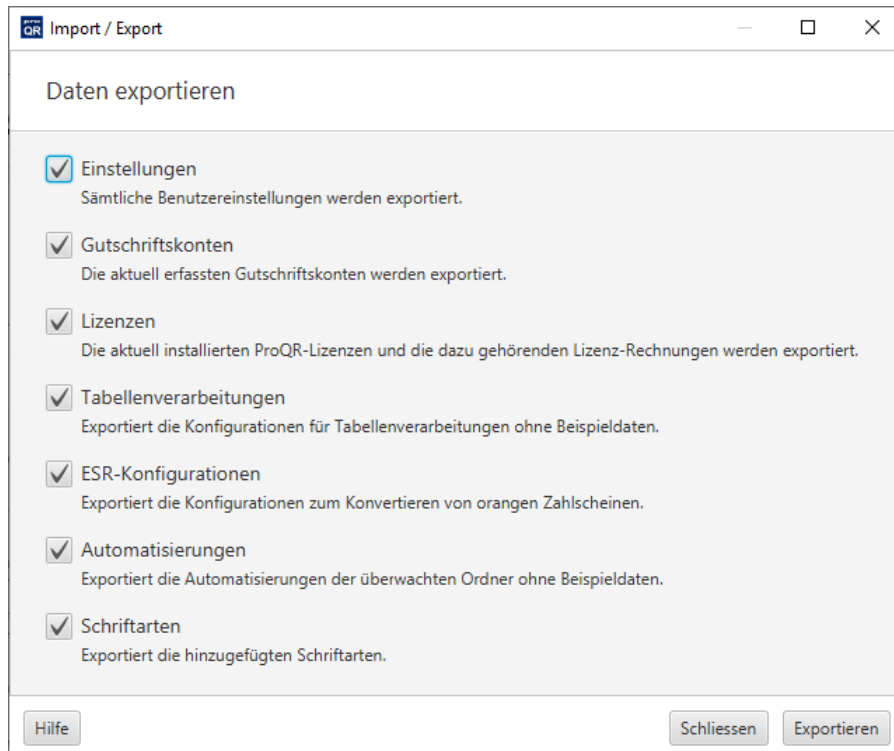 QR Import / Export
Daten exportieren
Einstellungen
Sämtliche Benutzereinstellungen werden exportiert.
Gutschriftskonten
Die aktuell erfassten Gutschriftskonten werden exportiert.
Lizenzen
Die aktuell installierten ProQR-Lizenzen und die dazu gehörenden Lizenz-Rechnungen werden exportiert.
Tabellenverarbeitungen
Exportiert die Konfigurationen für Tabellenverarbeitungen ohne Beispieldaten.
ESR-Konfigurationen
Exportiert die Konfigurationen zum Konvertieren von orangen Zahlscheinen.
Automatisierungen
Exportiert die Automatisierungen der überwachten Ordner ohne Beispieldaten.
Schriftarten
Exportiert die hinzugefügten Schriftarten.
Hilfe Schliessen Exportieren